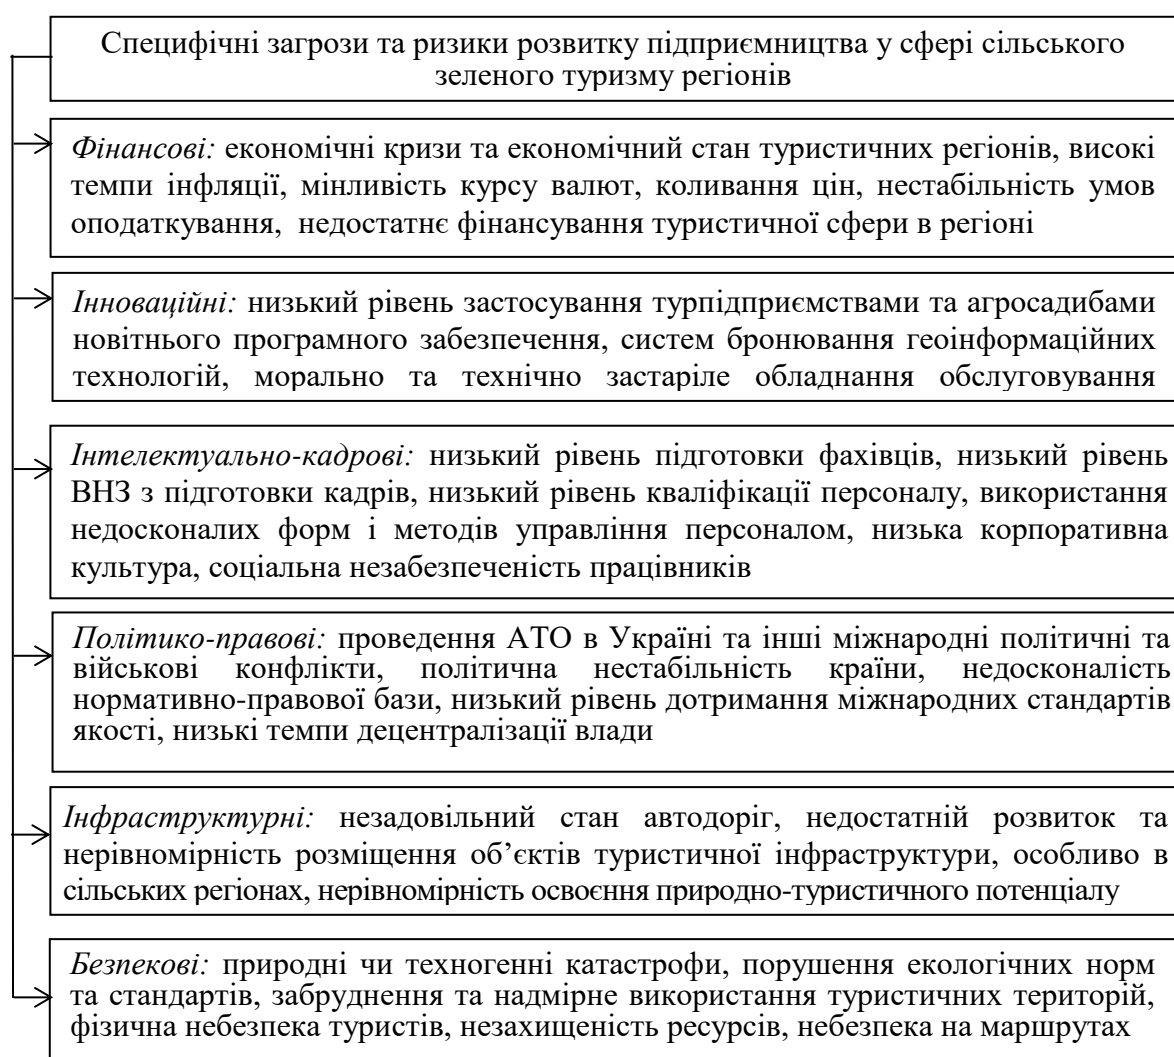 Специфічні загрози та ризики розвитку підприємництва у сфері сільського
зеленого туризму регіонів
Фінансові: економічні кризи та економічний стан туристичних регіонів, високі
темпи інфляції, мінливість курсу валют, коливання цін, нестабільність умов
оподаткування, недостатнє фінансування туристичної сфери в регіоні
Інноваційні: низький рівень застосування турпідприємствами та агросадибами
новітнього програмного забезпечення, систем бронювання геоінформаційних
технологій, морально та технічно застаріле обладнання обслуговування
Інтелектуально-кадрові: низький рівень підготовки фахівців, низький рівень
ВНЗ з підготовки кадрів, низький рівень кваліфікації персоналу, використання
недосконалих форм і методів управління персоналом, низька корпоративна
культура, соціальна незабезпеченість працівників
Політико-правові: проведення АТО в Україні та інші міжнародні політичні та
військові конфлікти, політична нестабільність країни, недосконалість
нормативно-правової бази, низький рівень дотримання міжнародних стандартів
якості, низькі темпи децентралізації влади
Інфраструктурні: незадовільний стан автодоріг, недостатній розвиток та
нерівномірність розміщення об’єктів туристичної інфраструктури, особливо в
сільських регіонах, нерівномірність освоєння природно-туристичного потенціалу
Безпекові: природні чи техногенні катастрофи, порушення екологічних норм
та стандартів, забруднення та надмірне використання туристичних територій,
фізична небезпека туристів, незахищеність ресурсів, небезпека на маршрутах